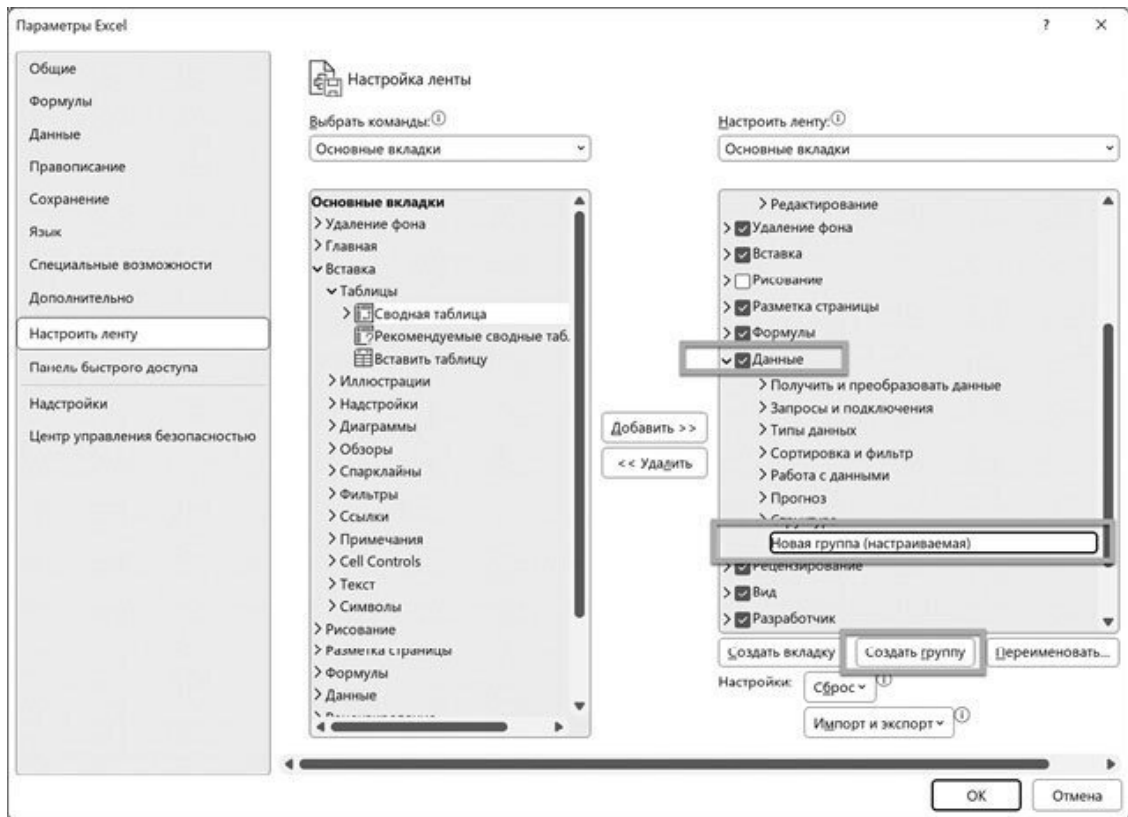 Параметры Excel
?
×
Общие
Формулы
Данные
Правописание
Сохранение
Язык
Специальные возможности
Дополнительно
Настроить ленту
Панель быстрого доступа
Надстройки
Центр управления безопасностью
Настройка ленты
Выбрать команды:
Основные вкладки
Основные вкладки
Удаление фона
Главная
Вставка
Таблицы
Сводная таблица
Рекомендуемые сводные таб.
Вставить таблицу
Иллюстрации
Надстройки
Диаграммы
Обзоры
Спарклайны
Фильтры
Ссылки
Примечания
Cell Controls
Текст
Символы
Рисование
Разметка страницы
Формулы
Данные
Добавить >>
<< Удалить
Настроить ленту:
Основные вкладки
Редактирование
Удаление фона
Вставка
Рисование
Разметка страницы
Формулы
Данные
Получить и преобразовать данные
Запросы и подключения
Типы данных
Сортировка и фильтр
Работа с данными
Прогноз
Структура
Новая группа (настраиваемая)
Рецензирование
Вид
Разработчик
Создать вкладку
Создать группу
Переименовать...
Настройки:
Сброс
Импорт и экспорт
ОК
Отмена